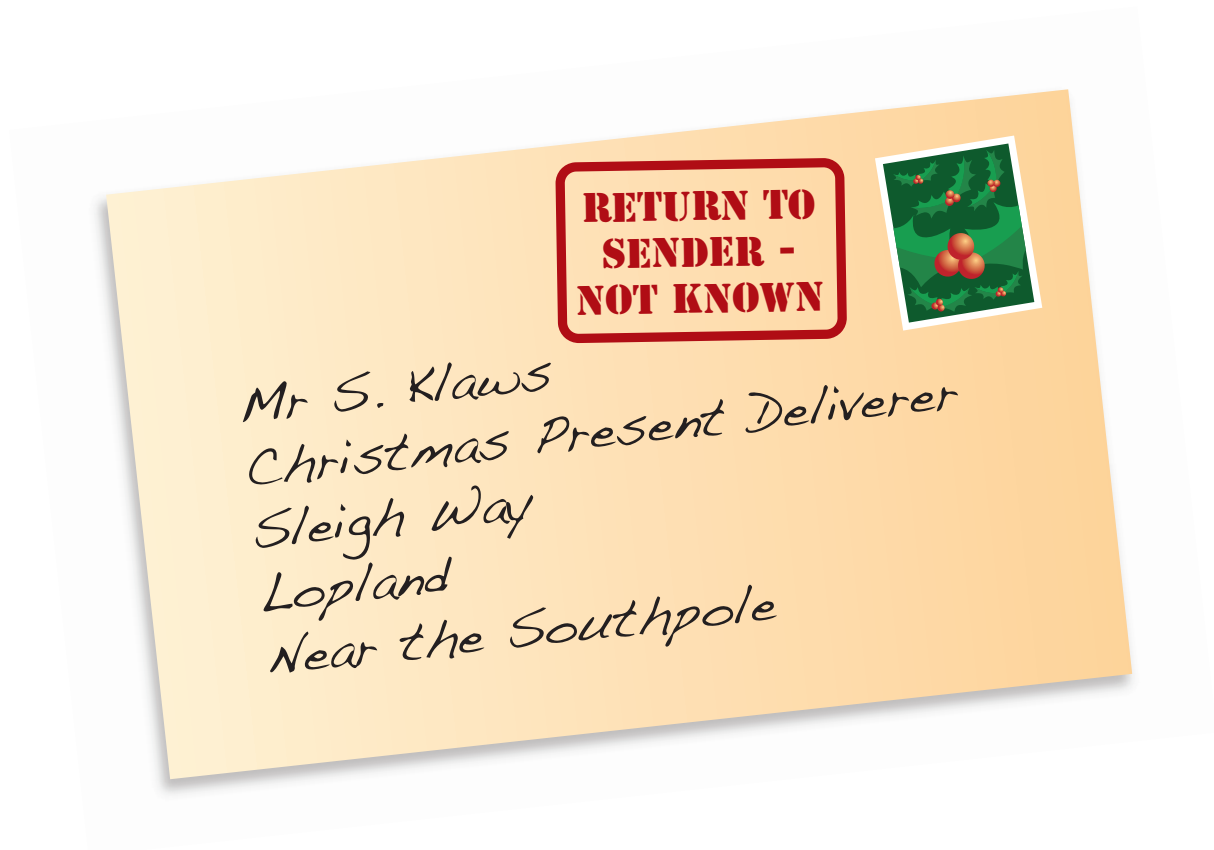 RETURN TO
SENDER -
NOT KNOWN
Mr S. Klaws
Christmas Present Deliverer
Sleigh Way
Lopland
Near the Southpole